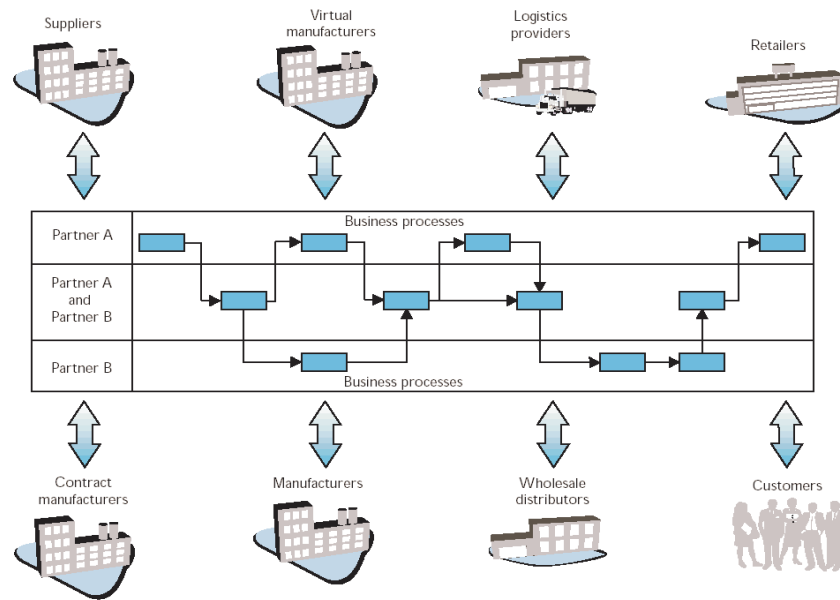 Suppliers
Virtual
manufacturers
Logistics
providers
Retailers
Partner A
Business processes
Partner A
and
Partner B
Partner B
Business processes
Contract
manufacturers
Manufacturers
Wholesale
distributors
Customers